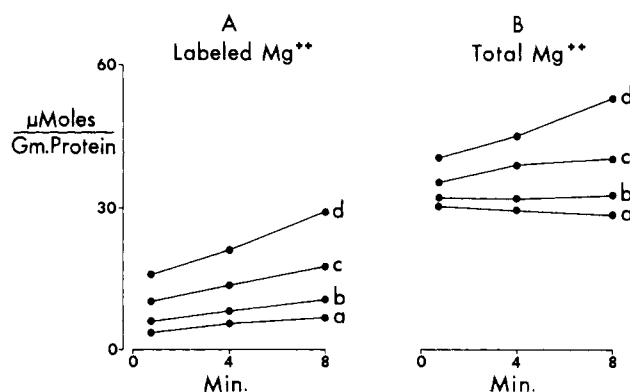 A
Labeled Mg++
B
Total Mg++
60
30
0
μMoles
Gm.Protein
d
c
b
a
d
c
b
a
0
4
8
Min.
0
4
8
Min.